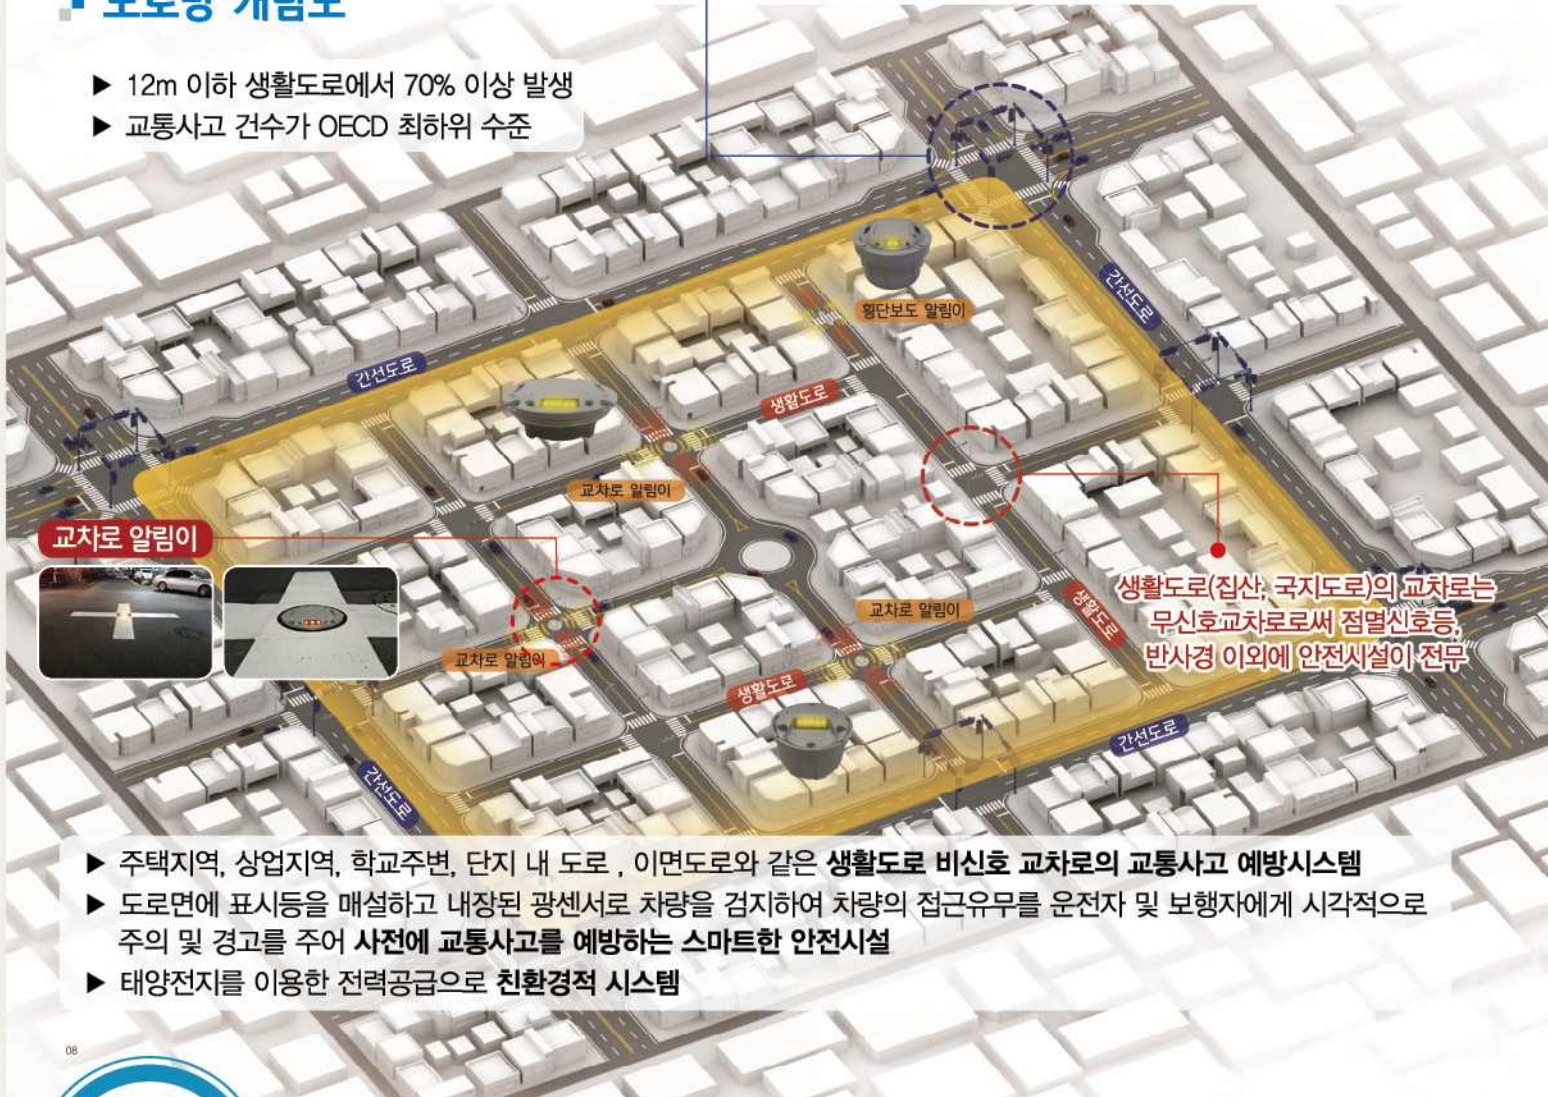 도로망 개념도
▶ 12m 이하 생활도로에서 70% 이상 발생
▶ 교통사고 건수가 OECD 최하위 수준
횡단보도 알림이
간선도로
간선도로
생활도로
교차로 알림이
교차로 알림이
생활도로(집산, 국지도로)의 교차로는
무신호교차로로써 점멸신호등,
반사경 이외에 안전시설이 전무
생활도로
교차로 알림이
교차로 알림이
생활도로
간선도로
간선도로
▶ 주택지역, 상업지역, 학교주변, 단지 내 도로 , 이면도로와 같은 생활도로 비신호 교차로의 교통사고 예방시스템
▶ 도로면에 표시등을 매설하고 내장된 광센서로 차량을 검지하여 차량의 접근유무를 운전자 및 보행자에게 시각적으로
주의 및 경고를 주어 사전에 교통사고를 예방하는 스마트한 안전시설
▶ 태양전지를 이용한 전력공급으로 친환경적 시스템
08